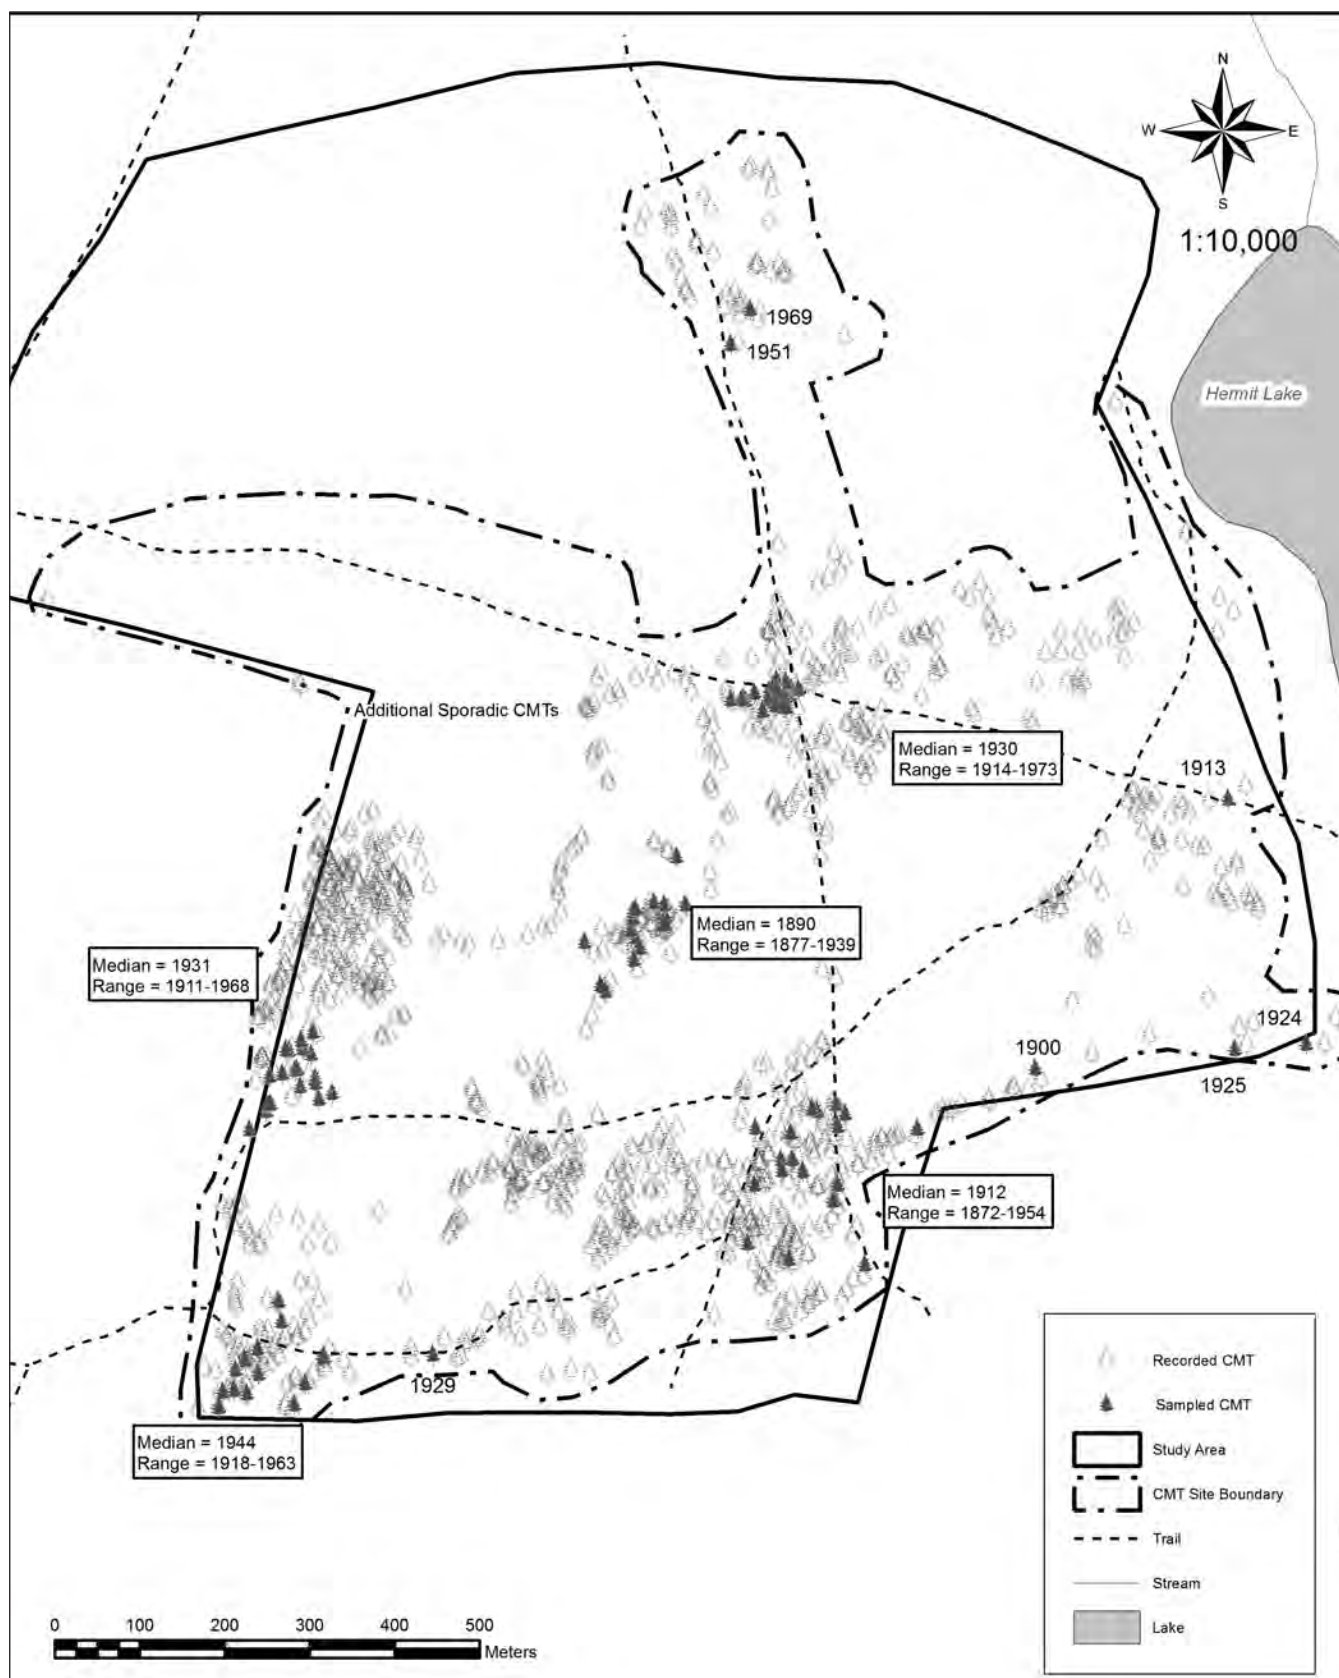 N
W E
S
1:10,000
1969
1951
Hermit Lake
Additional Sporadic CMTs
Median = 1930
Range = 1914-1973
1913
Median = 1890
Range = 1877-1939
Median = 1931
Range = 1911-1968
1924
1900
1925
Median = 1912
Range = 1872-1954
1929
Median = 1944
Range = 1918-1963
Recorded CMT
Sampled CMT
Study Area
CMT Site Boundary
Trail
Stream
Lake
0 100 200 300 400 500
Meters